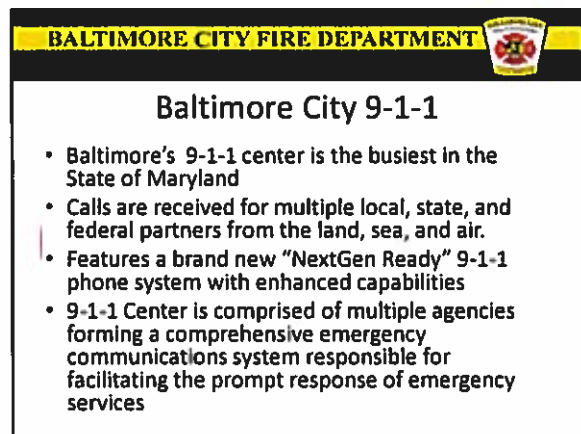 BALTIMORE CITY FIRE DEPARTMENT
Baltimore City 9-1-1
• Baltimore's 9-1-1 center is the busiest in the
State of Maryland
• Calls are received for multiple local, state, and
federal partners from the land, sea, and air.
• Features a brand new “NextGen Ready” 9-1-1
phone system with enhanced capabilities
• 9-1-1 Center is comprised of multiple agencies
forming a comprehensive emergency
communications system responsible for
facilitating the prompt response of emergency
services